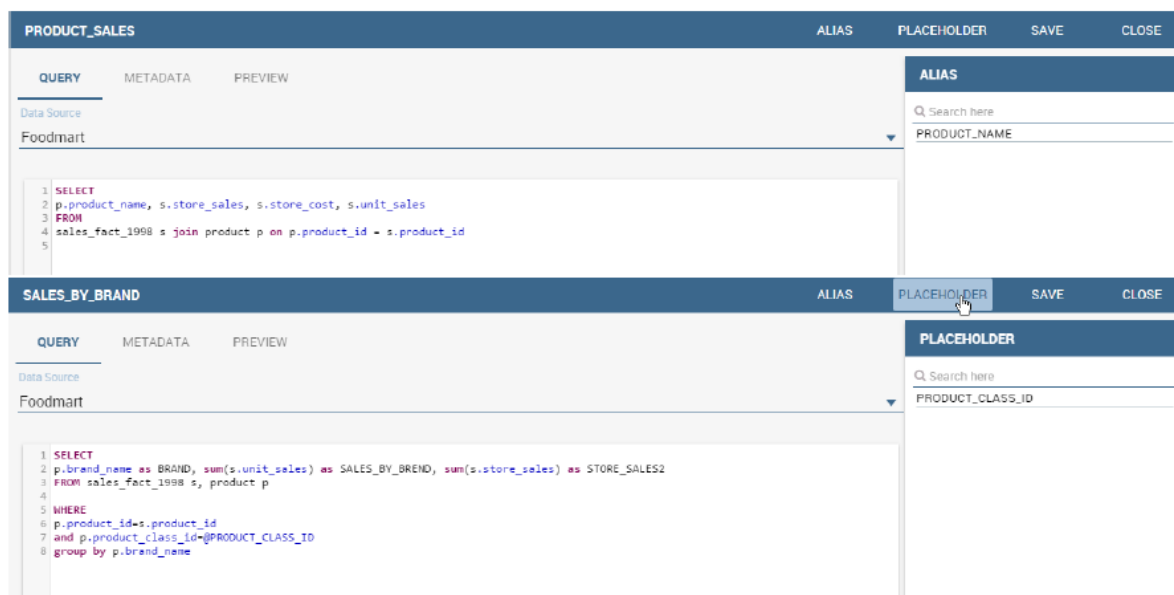 PRODUCT_SALES ALIAS PLACEHOLDER SAVE CLOSE
QUERY METADATA PREVIEW
Data Source
Foodmart
ALIAS
Search here
PRODUCT_NAME
1 SELECT
2 p.product_name, s.store_sales, s.store_cost, s.unit_sales
3 FROM
4 sales_fact_1998 s join product p on p.product_id = s.product_id
5
SALES_BY_BRAND ALIAS PLACEHOLDER SAVE CLOSE
QUERY METADATA PREVIEW
Data Source
Foodmart
PLACEHOLDER
Search here
PRODUCT_CLASS_ID
1 SELECT
2 p.brand_name as BRAND, sum(s.unit_sales) as SALES_BY_BREND, sum(s.store_sales) as STORE_SALES2
3 FROM sales_fact_1998 s, product p
4
5 WHERE
6 p.product_id=s.product_id
7 and p.product_class_id=@PRODUCT_CLASS_ID
8 group by p.brand_name